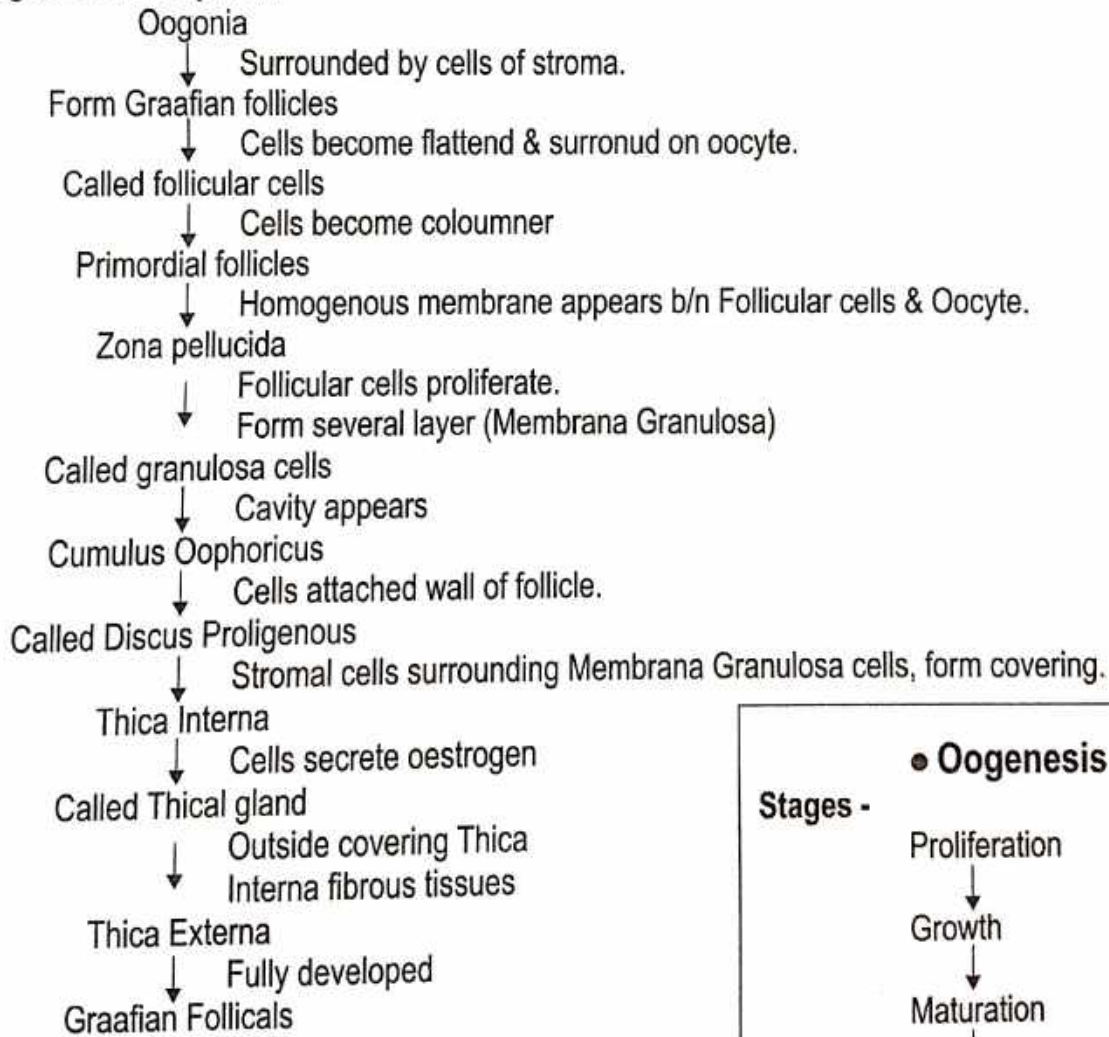 Oogonia
Surrounded by cells of stroma.
Form Graafian follicles
Cells become flattend & surronud on oocyte.
Called follicular cells
Cells become coloumner
Primordial follicles
Homogenous membrane appears b/n Follicular cells & Oocyte.
Zona pellucida
Follicular cells proliferate.
Form several layer (Membrana Granulosa)
Called granulosa cells
Cavity appears
Cumulus Oophoricus
Cells attached wall of follicle.
Called Discus Proligenous
Stromal cells surrounding Membrana Granulosa cells, form covering.
Thica Interna
Cells secrete oestrogen
Called Thical gland
Outside covering Thica
Interna fibrous tissues
Thica Externa
Fully developed
Graafian Follicals
• Oogenesis
Stages -
Proliferation
Growth
Maturation